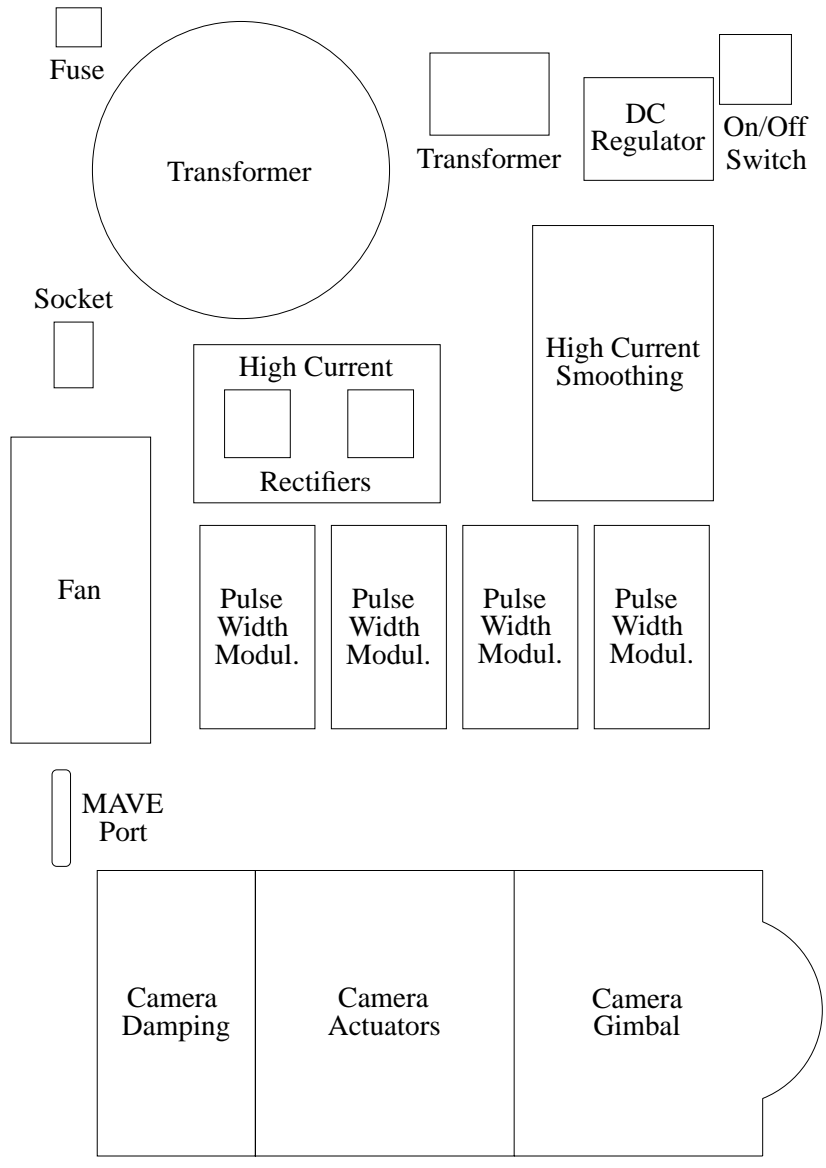 Fuse
Transformer
Transformer
DC
Regulator
On/Off
Switch
Socket
High Current
Rectifiers
High Current
Smoothing
Fan
Pulse
Width
Modul.
Pulse
Width
Modul.
Pulse
Width
Modul.
Pulse
Width
Modul.
MAVE
Port
Camera
Damping
Camera
Actuators
Camera
Gimbal